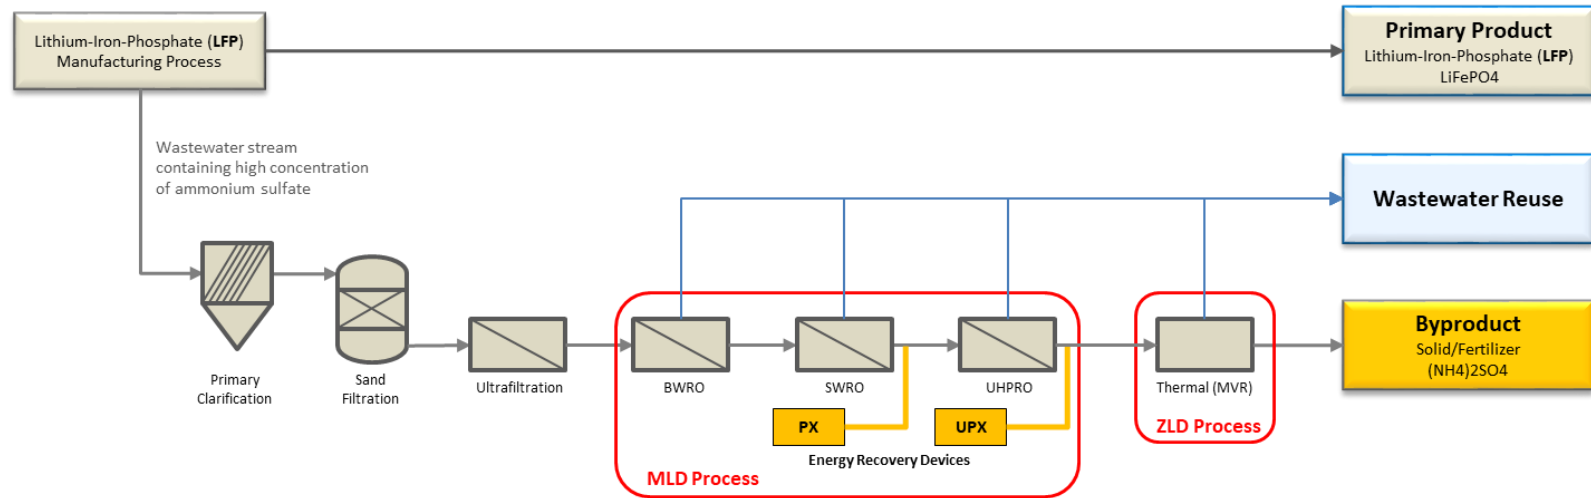 Lithium-Iron-Phosphate (LFP)
Manufacturing Process
Primary Product
Lithium-Iron-Phosphate (LFP)
LiFePO4
Wastewater stream
containing high concentration
of ammonium sulfate
Wastewater Reuse
Primary
Clarification
Sand
Filtration
Ultrafiltration
BWRO
SWRO
UHPRO
Thermal (MVR)
Byproduct
Solid/Fertilizer
(NH4)2SO4
PX
UPX
Energy Recovery Devices
MLD Process
ZLD Process